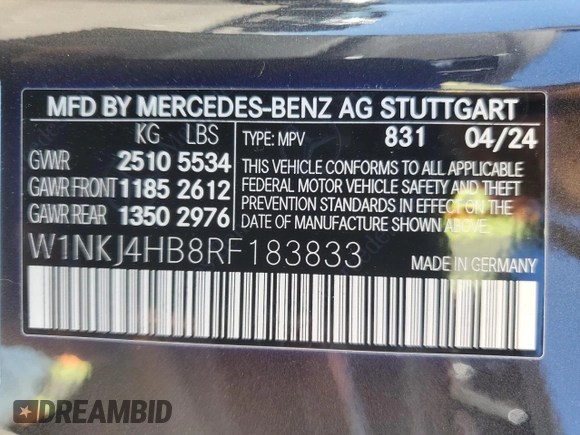 MFD BY MERCEDES-BENZ AG STUTTGART
KG LBS TYPE: MPV 831 04/24
GVWR 2510 5534 THIS VEHICLE CONFORMS TO ALL APPLICABLE
GAWR FRONT 1185 2612 FEDERAL MOTOR VEHICLE SAFETY AND THEFT
GAWR REAR 1350 2976 PREVENTION STANDARDS IN EFFECT ON THE
DATE OF MANUFACTURE SHOWN ABOVE.
W1NKJ4HB8RF183833 MADE IN GERMANY
DREAMBID